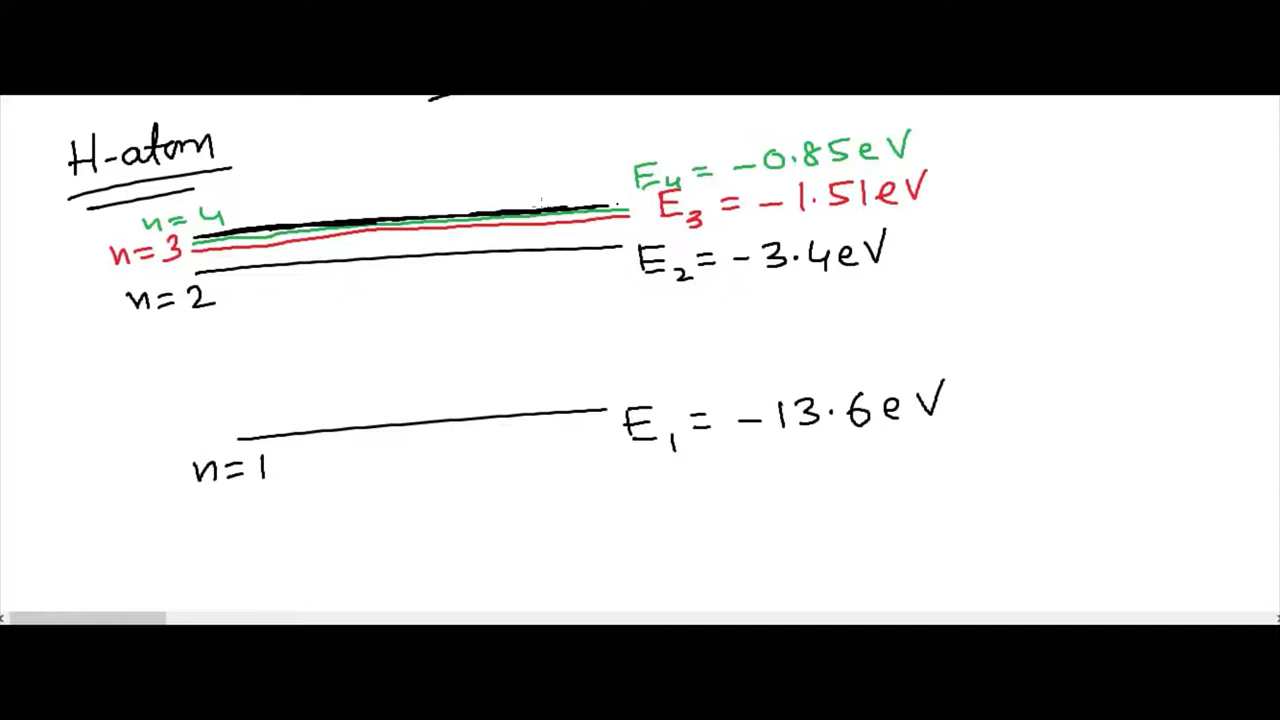 H-atom
n=4 E4 = -0.85eV
n=3 E3 = -1.51eV
n=2 E2 = -3.4eV
n=1 E1 = -13.6eV